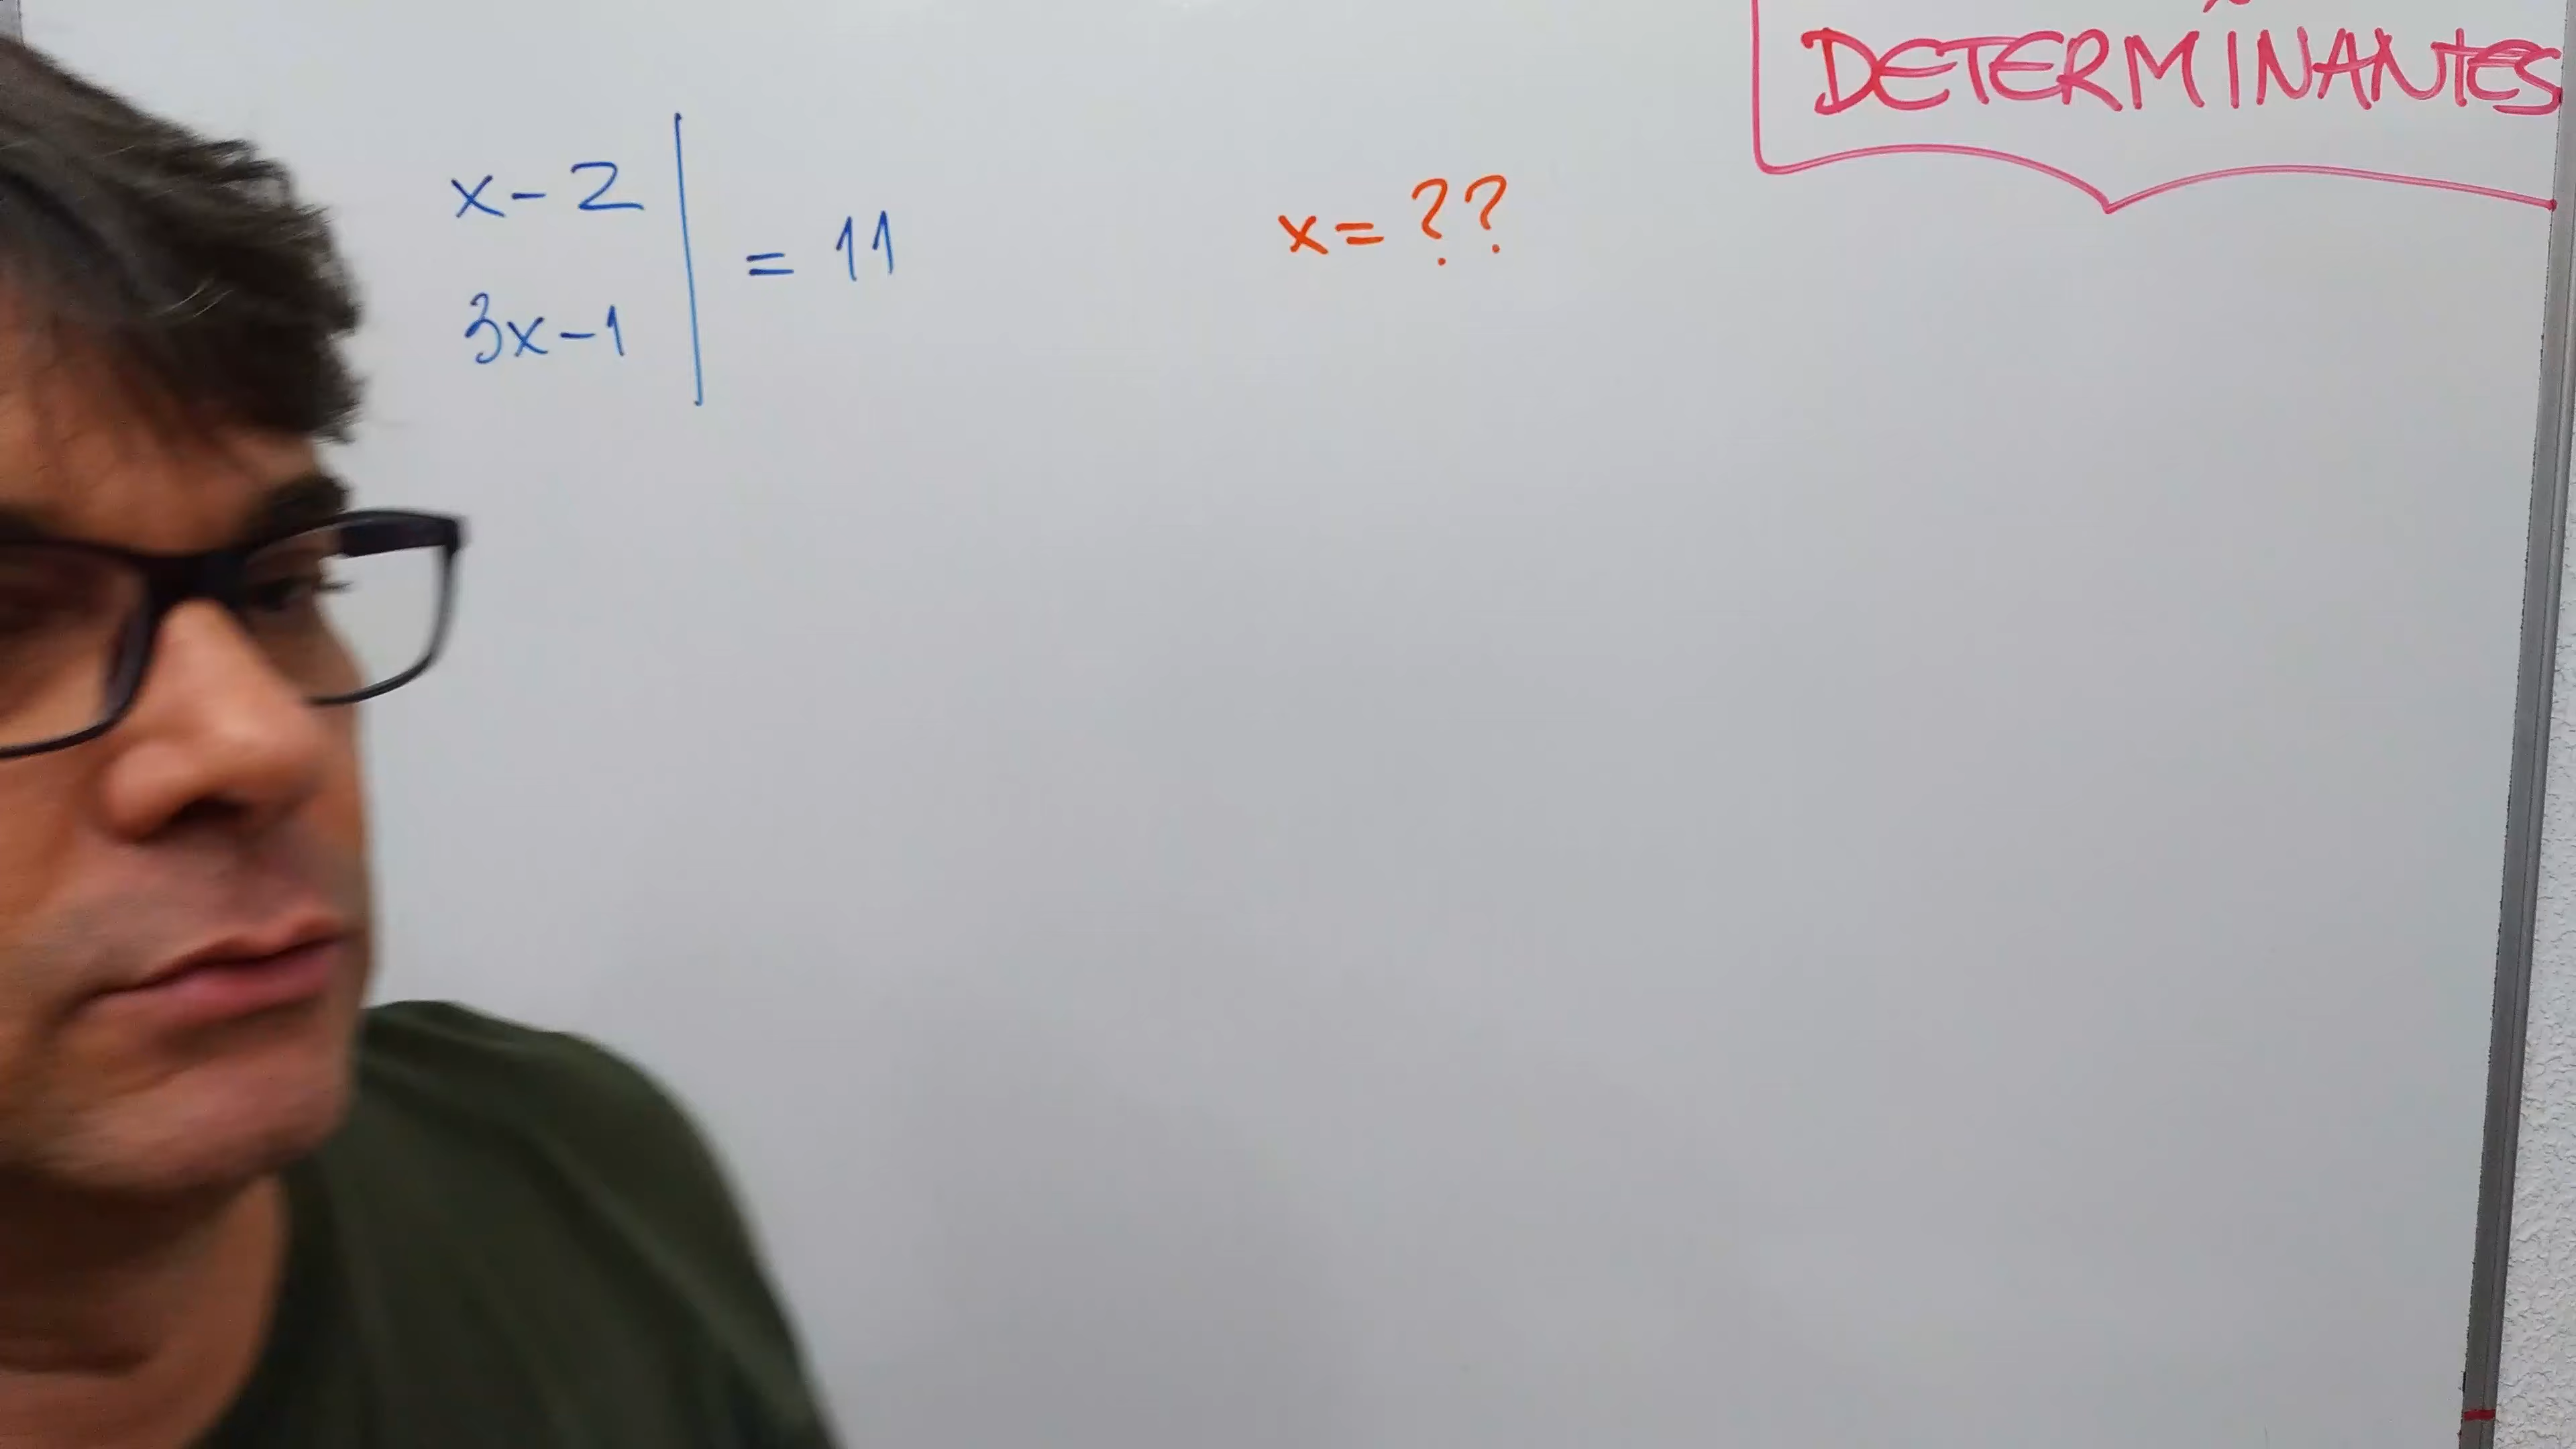 DETERMINANTES
x-2
3x-1
= 11
x=??